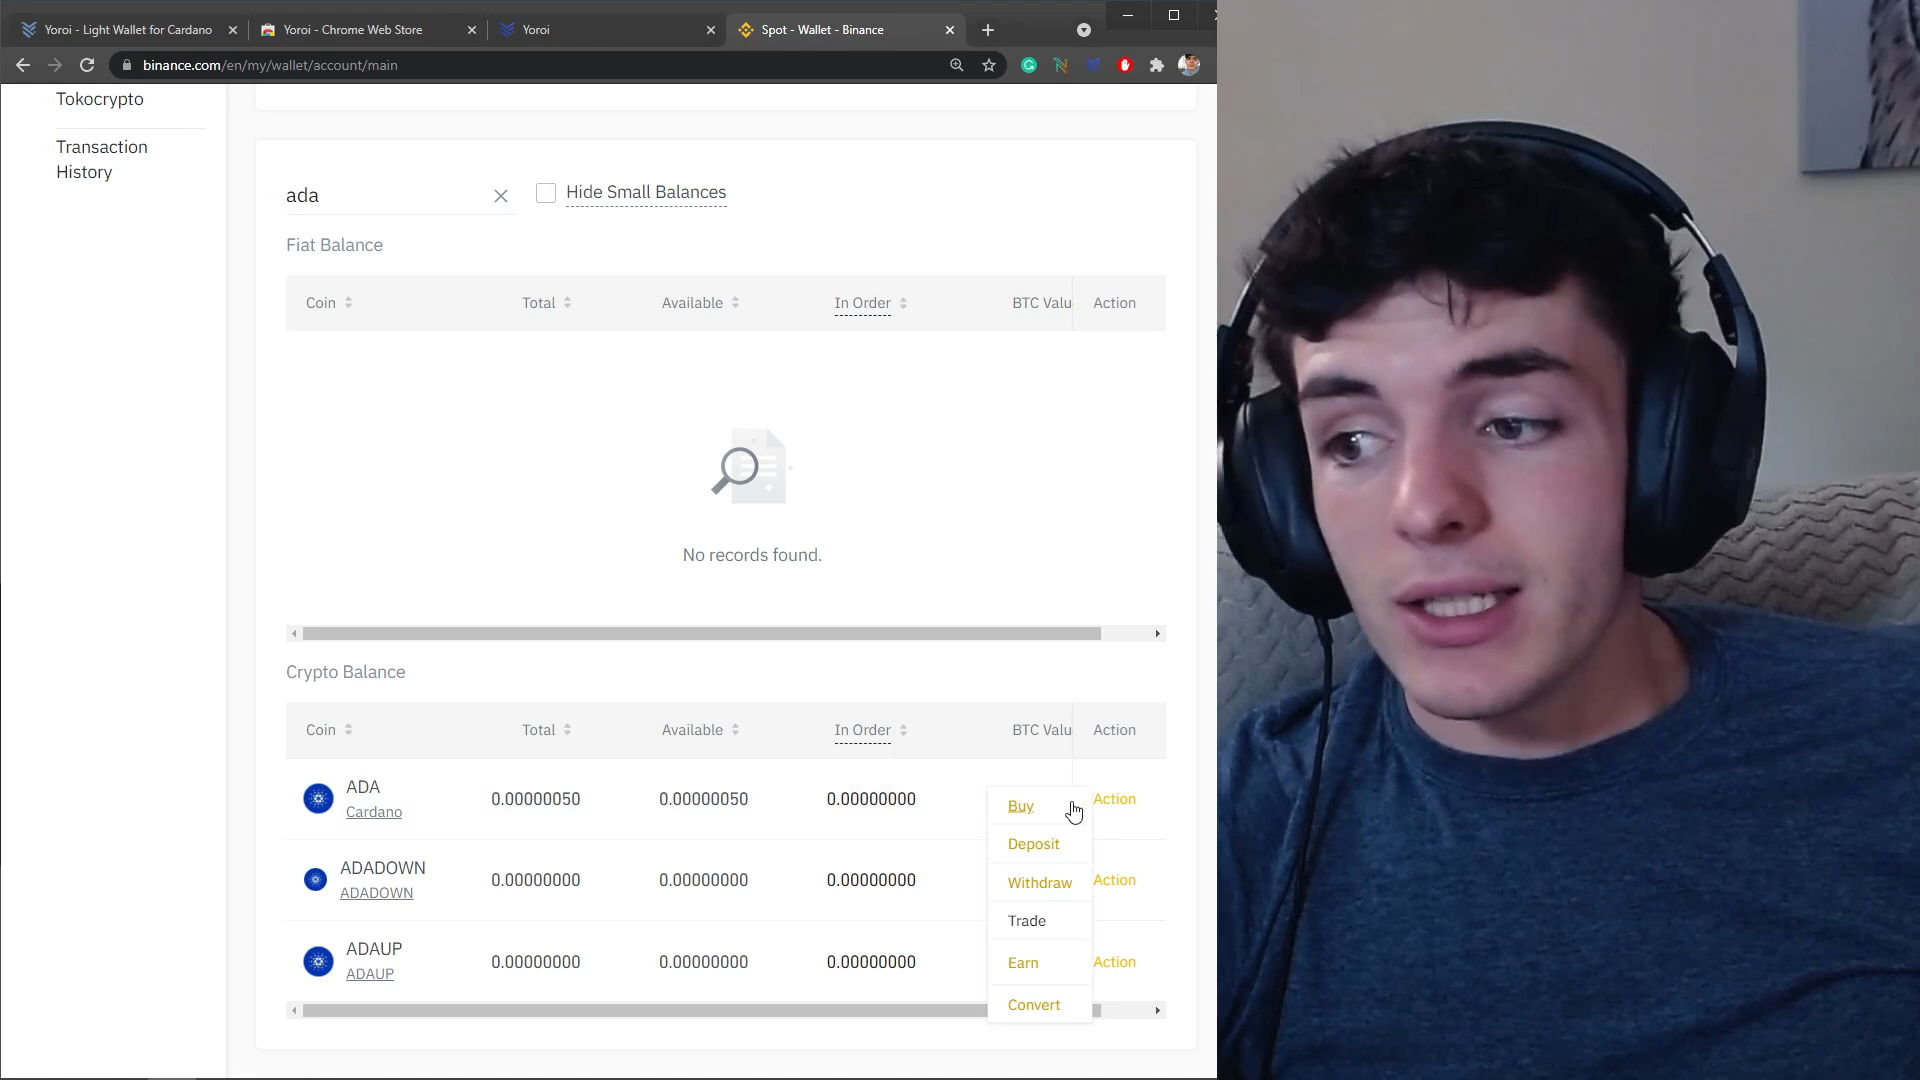 Yoroi - Light Wallet for Cardano
Yoroi - Chrome Web Store
Yoroi
Spot - Wallet - Binance
binance.com/en/my/wallet/account/main
Tokocrypto
Transaction
History
ada
Hide Small Balances
Fiat Balance
Coin Total Available In Order BTC Valu Action
No records found.
Crypto Balance
Coin Total Available In Order BTC Valu Action
ADA
Cardano
0.00000050 0.00000050 0.00000000 Action
ADADOWN
ADADOWN
0.00000000 0.00000000 0.00000000 Action
ADAUP
ADAUP
0.00000000 0.00000000 0.00000000 Action
Buy
Deposit
Withdraw
Trade
Earn
Convert